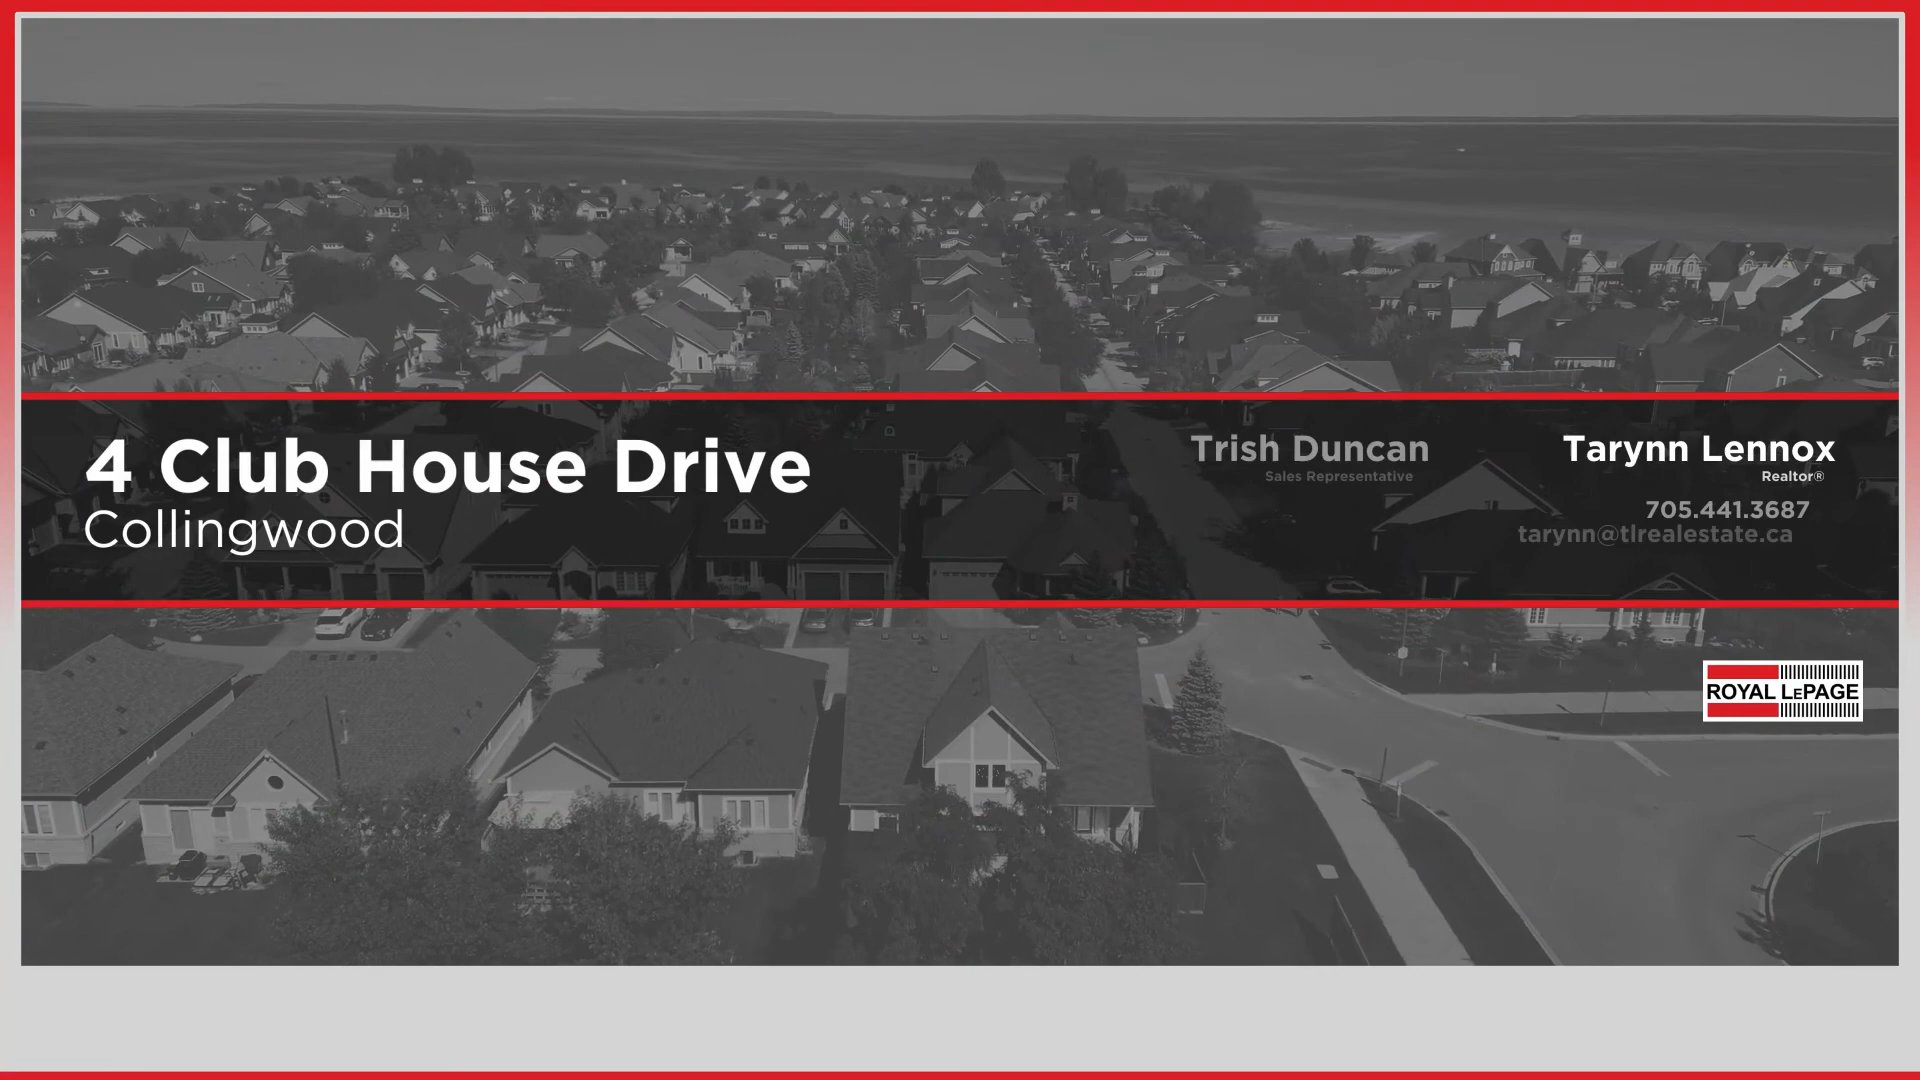 4 Club House Drive
Collingwood
Trish Duncan
Sales Representative
Tarynn Lennox
Realtor®
705.441.3687
tarynn@tlrealestate.ca
ROYAL LEPAGE